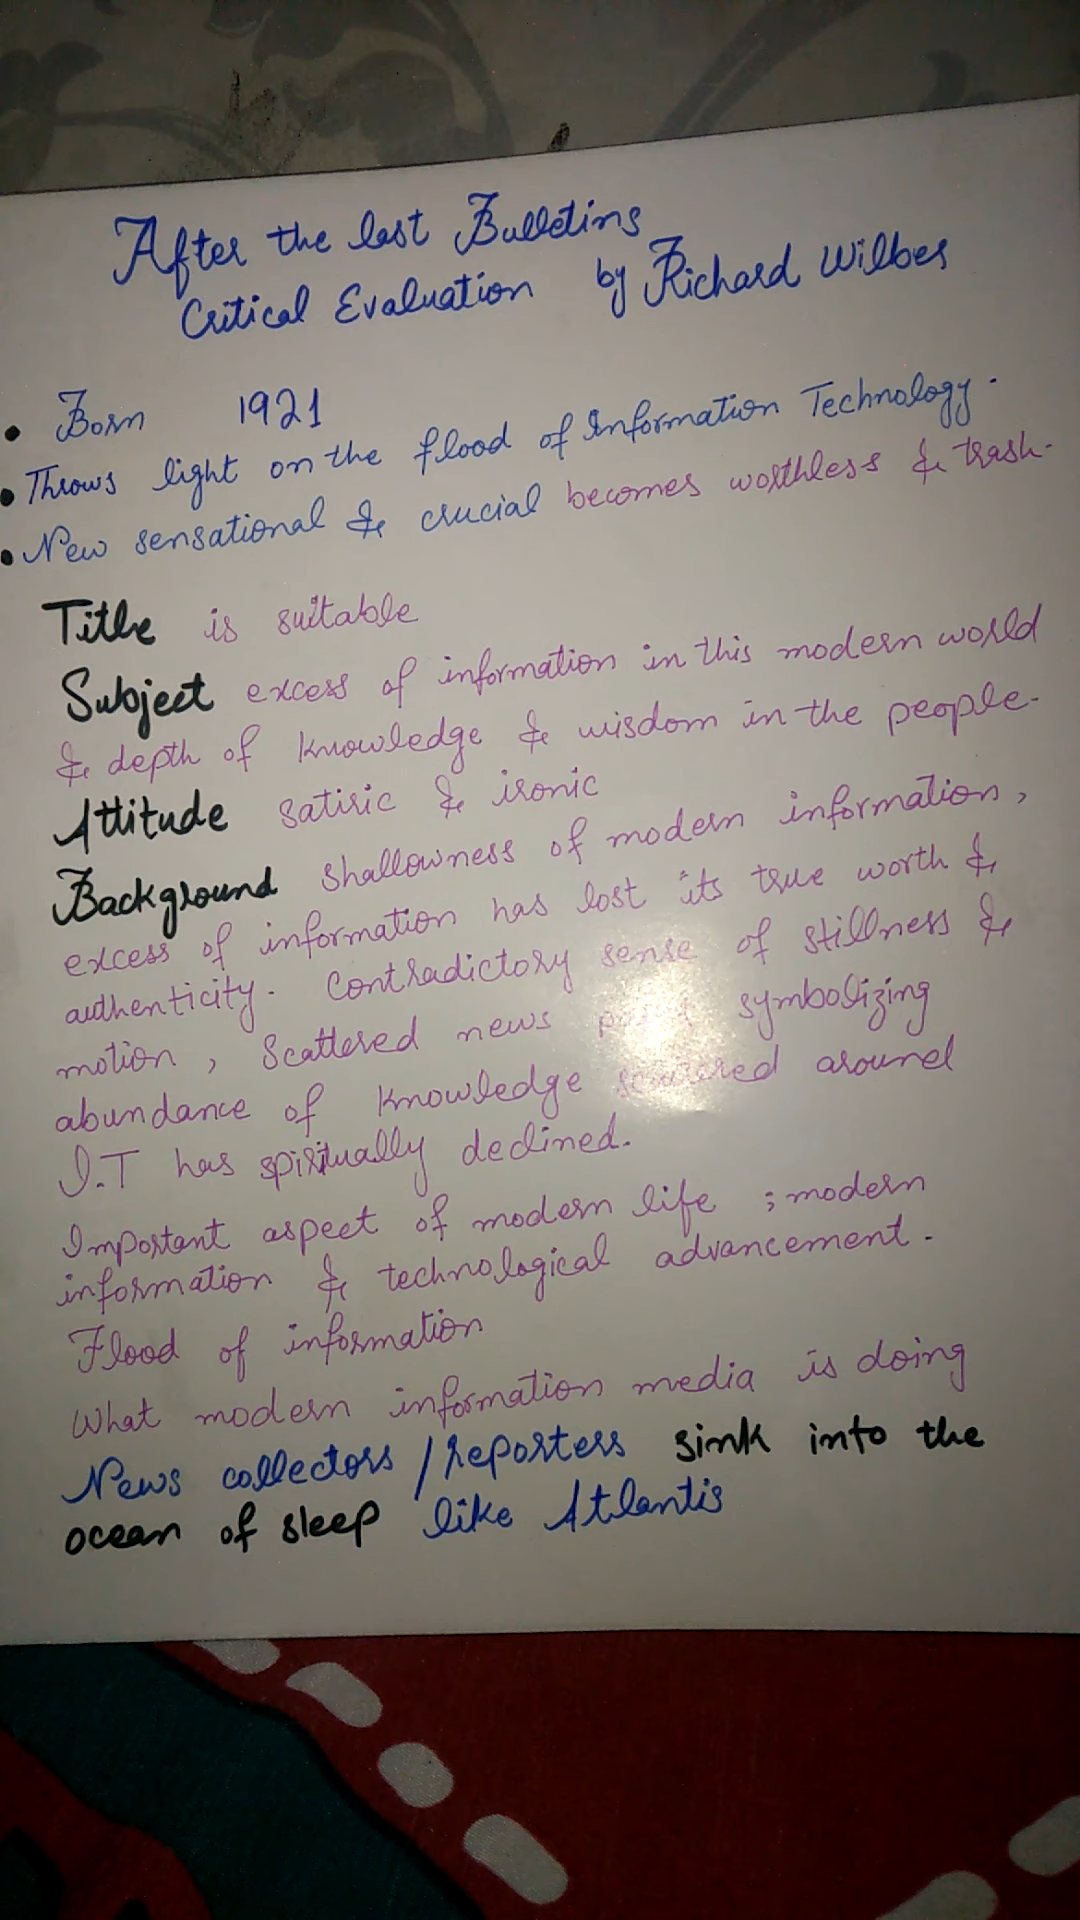 After the last Bulletins
Critical Evaluation by Richard Wilber
• Born 1921
• Throws light on the flood of Information Technology.
• New sensational & crucial becomes worthless & trash.
Title is suitable
Subject excess of information in this modern world
& depth of knowledge & wisdom in the people.
Attitude satiric & ironic
Background Shallowness of modern information,
excess of information has lost its true worth &
authenticity. Contradictory sense of stillness &
motion, Scattered news symbolizing
abundance of knowledge scattered around
I.T has spiritually declined.
Important aspect of modern life ; modern
information & technological advancement.
Flood of information
What modern information media is doing
News collectors / reporters sink into the
ocean of sleep like Atlantis